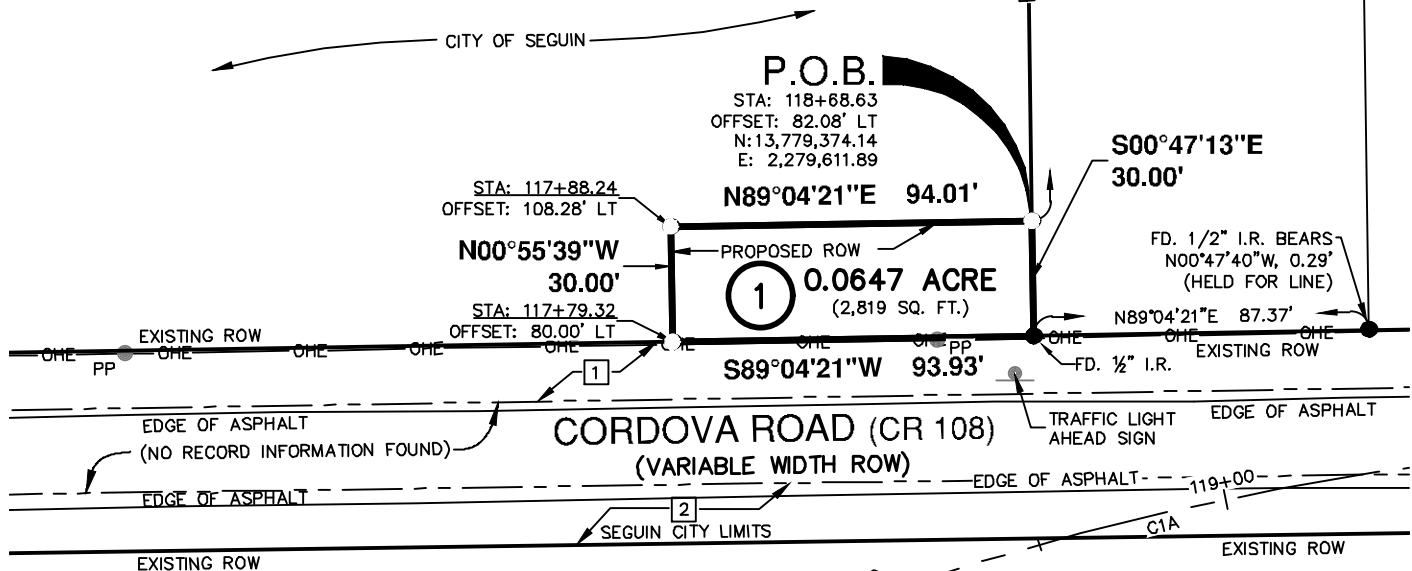 CITY OF SEGUIN
P.O.B.
STA: 118+68.63
OFFSET: 82.08' LT
N:13,779,374.14
E: 2,279,611.89
S00°47'13"E
30.00'
STA: 117+88.24
OFFSET: 108.28' LT
N89°04'21"E 94.01'
N00°55'39"W
30.00'
PROPOSED ROW
FD. 1/2" I.R. BEARS
N00°47'40"W, 0.29'
(HELD FOR LINE)
1
0.0647 ACRE
(2,819 SQ. FT.)
STA: 117+79.32
OFFSET: 80.00' LT
N89°04'21"E 87.37'
EXISTING ROW
OHE OHE OHE OHE OHE OHE OHE OHE OHE OHE
PP
PP
EXISTING ROW
S89°04'21"W 93.93'
FD. ½" I.R.
1
EDGE OF ASPHALT
(NO RECORD INFORMATION FOUND)
CORDOVA ROAD (CR 108)
(VARIABLE WIDTH ROW)
TRAFFIC LIGHT
AHEAD SIGN
EDGE OF ASPHALT
EDGE OF ASPHALT
EDGE OF ASPHALT
119+00
2
SEGUIN CITY LIMITS
C1A
EXISTING ROW
EXISTING ROW